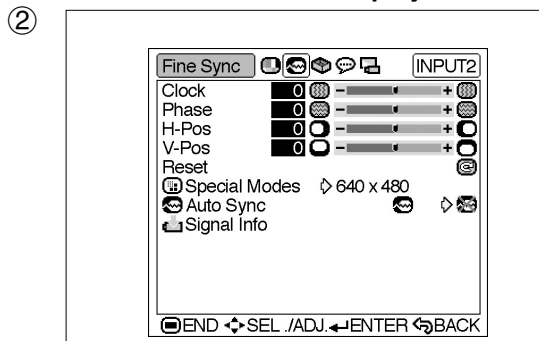 ②
Fine Sync INPUT2
Clock 0 − +
Phase 0 − +
H-Pos 0 − +
V-Pos 0 − +
Reset
Special Modes 640 x 480
Auto Sync
Signal Info
END SEL ./ADJ. ENTER BACK